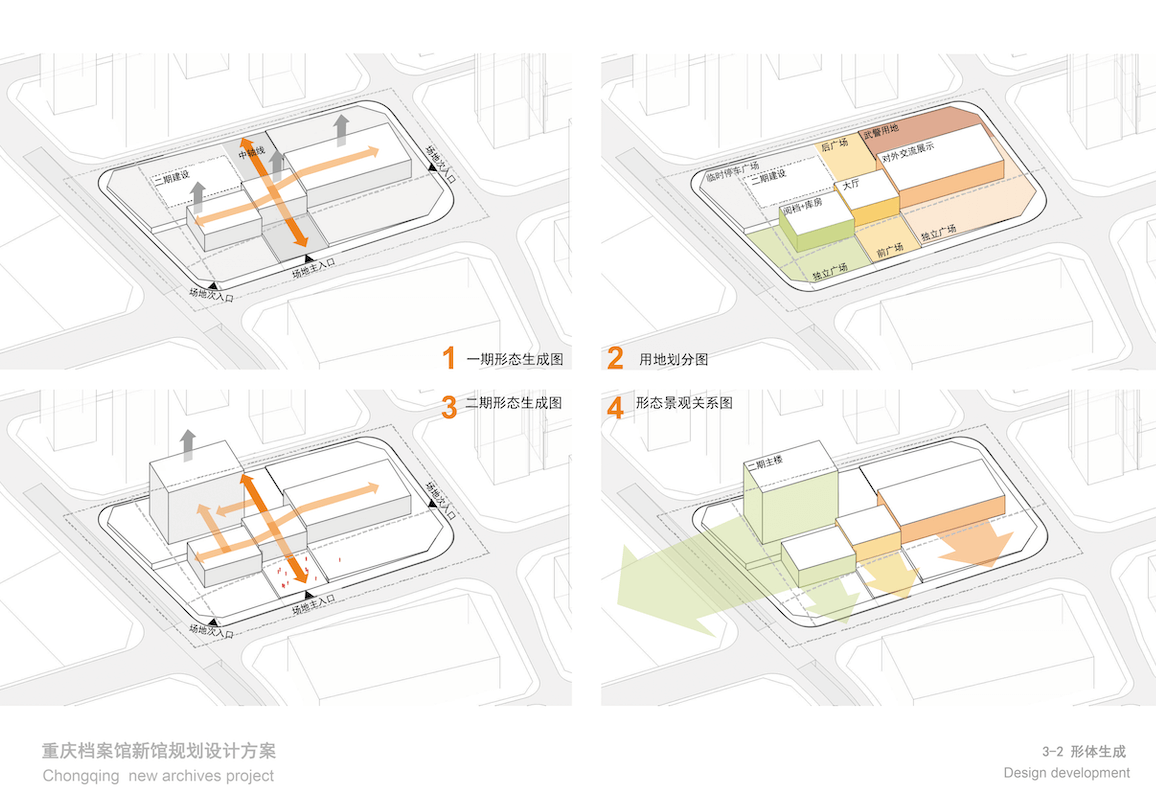 中轴线
二期建设
场地次入口
场地主入口
场地次入口
1 一期形态生成图
武警用地
后广场
对外交流展示
临时停车广场
二期建设
大厅
阅档+库房
独立广场
前广场
独立广场
2 用地划分图
3 二期形态生成图
场地次入口
场地主入口
场地次入口
4 形态景观关系图
二期主楼
重庆档案馆新馆规划设计方案
Chongqing new archives project
3-2 形体生成
Design development